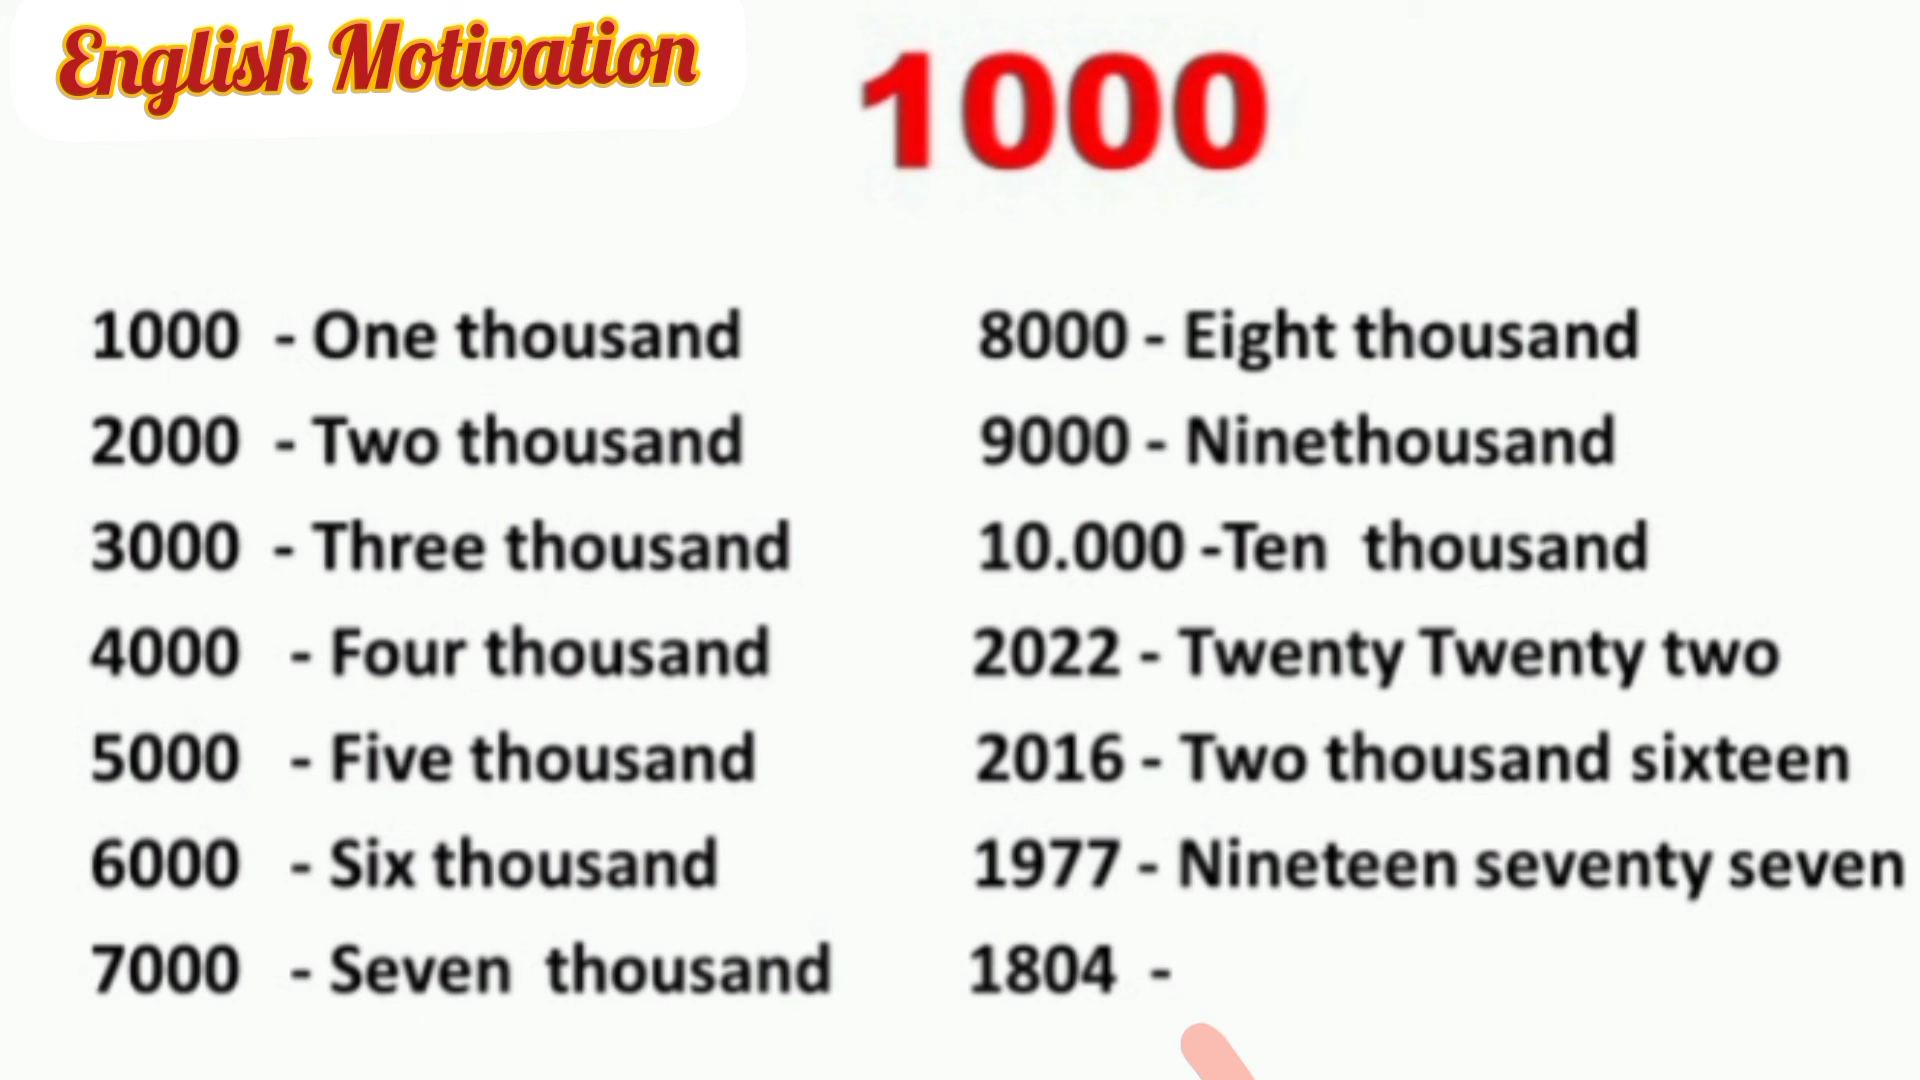 English Motivation
1000
1000 - One thousand
2000 - Two thousand
3000 - Three thousand
4000 - Four thousand
5000 - Five thousand
6000 - Six thousand
7000 - Seven thousand
8000 - Eight thousand
9000 - Ninethousand
10.000 -Ten thousand
2022 - Twenty Twenty two
2016 - Two thousand sixteen
1977 - Nineteen seventy seven
1804 -